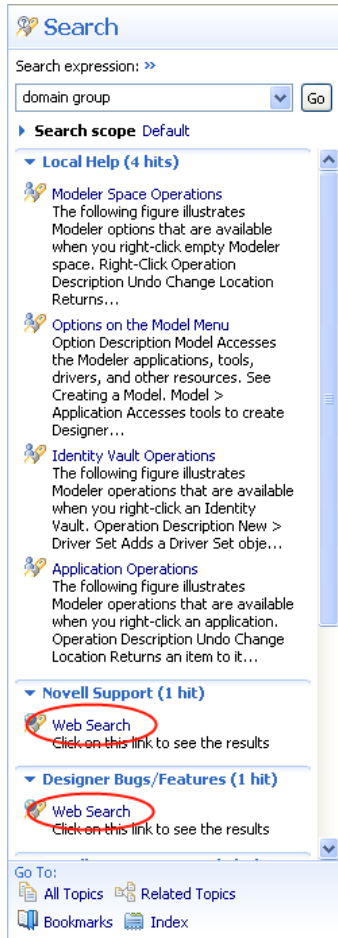 Search
Search expression: >>
domain group
Go
Search scope Default
Local Help (4 hits)
Modeler Space Operations
The following figure illustrates
Modeler options that are available
when you right-click empty Modeler
space. Right-Click Operation
Description Undo Change Location
Returns...
Options on the Model Menu
Option Description Model Accesses
the Modeler applications, tools,
drivers, and other resources. See
Creating a Model. Model >
Application Accesses tools to create
Designer...
Identity Vault Operations
The following figure illustrates
Modeler operations that are available
when you right-click an Identity
Vault. Operation Description New >
Driver Set Adds a Driver Set obje...
Application Operations
The following figure illustrates
Modeler operations that are available
when you right-click an application.
Operation Description Undo Change
Location Returns an item to it...
Novell Support (1 hit)
Web Search
Click on this link to see the results
Designer Bugs/Features (1 hit)
Web Search
Click on this link to see the results
Go To:
All Topics Related Topics
Bookmarks Index